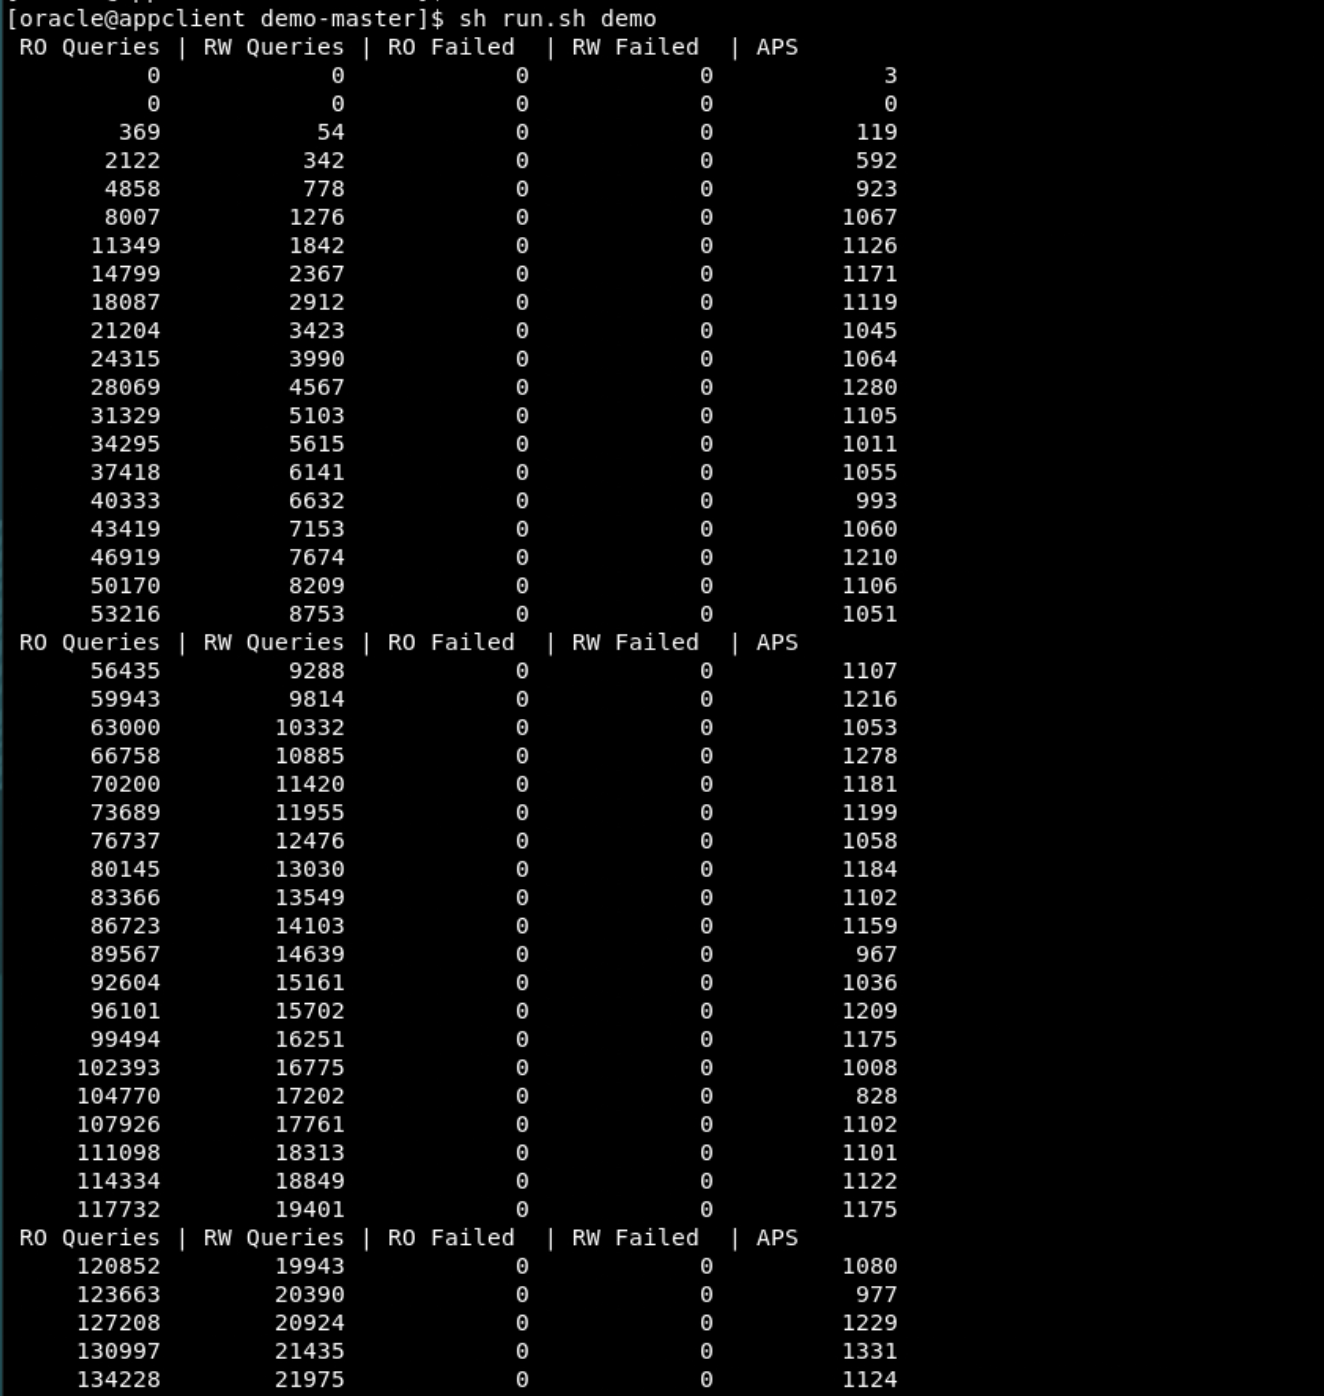 [oracle@appclient demo-master]$ sh run.sh demo
RO Queries | RW Queries | RO Failed  | RW Failed  | APS
0 0 0 0 3
0 0 0 0 0
369 54 0 0 119
2122 342 0 0 592
4858 778 0 0 923
8007 1276 0 0 1067
11349 1842 0 0 1126
14799 2367 0 0 1171
18087 2912 0 0 1119
21204 3423 0 0 1045
24315 3990 0 0 1064
28069 4567 0 0 1280
31329 5103 0 0 1105
34295 5615 0 0 1011
37418 6141 0 0 1055
40333 6632 0 0 993
43419 7153 0 0 1060
46919 7674 0 0 1210
50170 8209 0 0 1106
53216 8753 0 0 1051
RO Queries | RW Queries | RO Failed  | RW Failed  | APS
56435 9288 0 0 1107
59943 9814 0 0 1216
63000 10332 0 0 1053
66758 10885 0 0 1278
70200 11420 0 0 1181
73689 11955 0 0 1199
76737 12476 0 0 1058
80145 13030 0 0 1184
83366 13549 0 0 1102
86723 14103 0 0 1159
89567 14639 0 0 967
92604 15161 0 0 1036
96101 15702 0 0 1209
99494 16251 0 0 1175
102393 16775 0 0 1008
104770 17202 0 0 828
107926 17761 0 0 1102
111098 18313 0 0 1101
114334 18849 0 0 1122
117732 19401 0 0 1175
RO Queries | RW Queries | RO Failed  | RW Failed  | APS
120852 19943 0 0 1080
123663 20390 0 0 977
127208 20924 0 0 1229
130997 21435 0 0 1331
134228 21975 0 0 1124